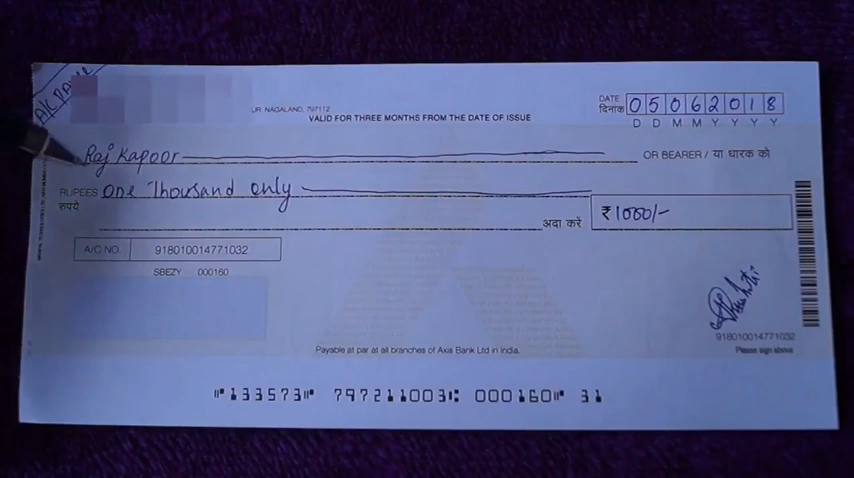 A/C PAYEE
UR. NAGALAND, 797112
VALID FOR THREE MONTHS FROM THE DATE OF ISSUE
DATE
दिनांक
05062018
D D M M Y Y Y Y
Raj Kapoor
OR BEARER / या धारक को
RUPEES One Thousand only
रुपये
अदा करें
₹1000/-
A/C NO. 918010014771032
SBEZY 000160
918010014771032
Please sign above
Payable at par at all branches of Axis Bank Ltd in India.
⑈133573⑈ 797211003⑆ 000160⑈ 31